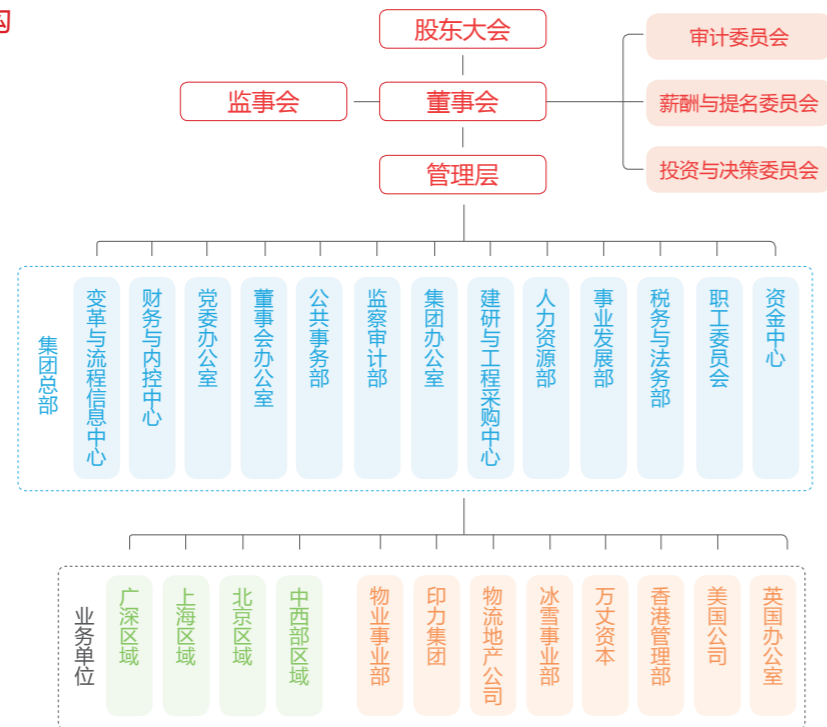 构
股东大会
审计委员会
监事会
董事会
薪酬与提名委员会
管理层
投资与决策委员会
集团总部
变革与流程信息中心
财务与内控中心
党委办公室
董事会办公室
公共事务部
监察审计部
集团办公室
建研与工程采购中心
人力资源部
事业发展部
税务与法务部
职工委员会
资金中心
业务单位
广深区域
上海区域
北京区域
中西部区域
物业事业部
印力集团
物流地产公司
冰雪事业部
万丈资本
香港管理部
美国公司
英国办公室